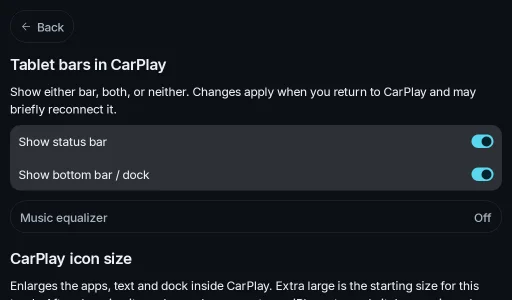 ← Back
Tablet bars in CarPlay
Show either bar, both, or neither. Changes apply when you return to CarPlay and may
briefly reconnect it.
Show status bar
Show bottom bar / dock
Music equalizer Off
CarPlay icon size
Enlarges the apps, text and dock inside CarPlay. Extra large is the starting size for this